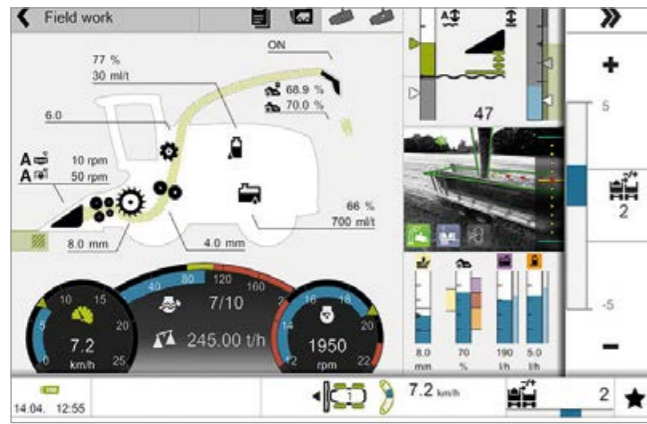 Field work
77 %
30 ml/t
ON
68.9 %
70.0 %
6.0
A 10 rpm
A 50 rpm
8.0 mm
4.0 mm
66 %
700 ml/t
A
47
+
5
2
-5
-
10 15
5 20
0 25
7.2
km/h
40 80 120 160
7/10
245.00 t/h
16 18
14 20
12 22
1950
rpm
8.0 70 190 5.0
mm % l/h l/h
14.04. 12:55
1
7.2 km/h
-/+
2